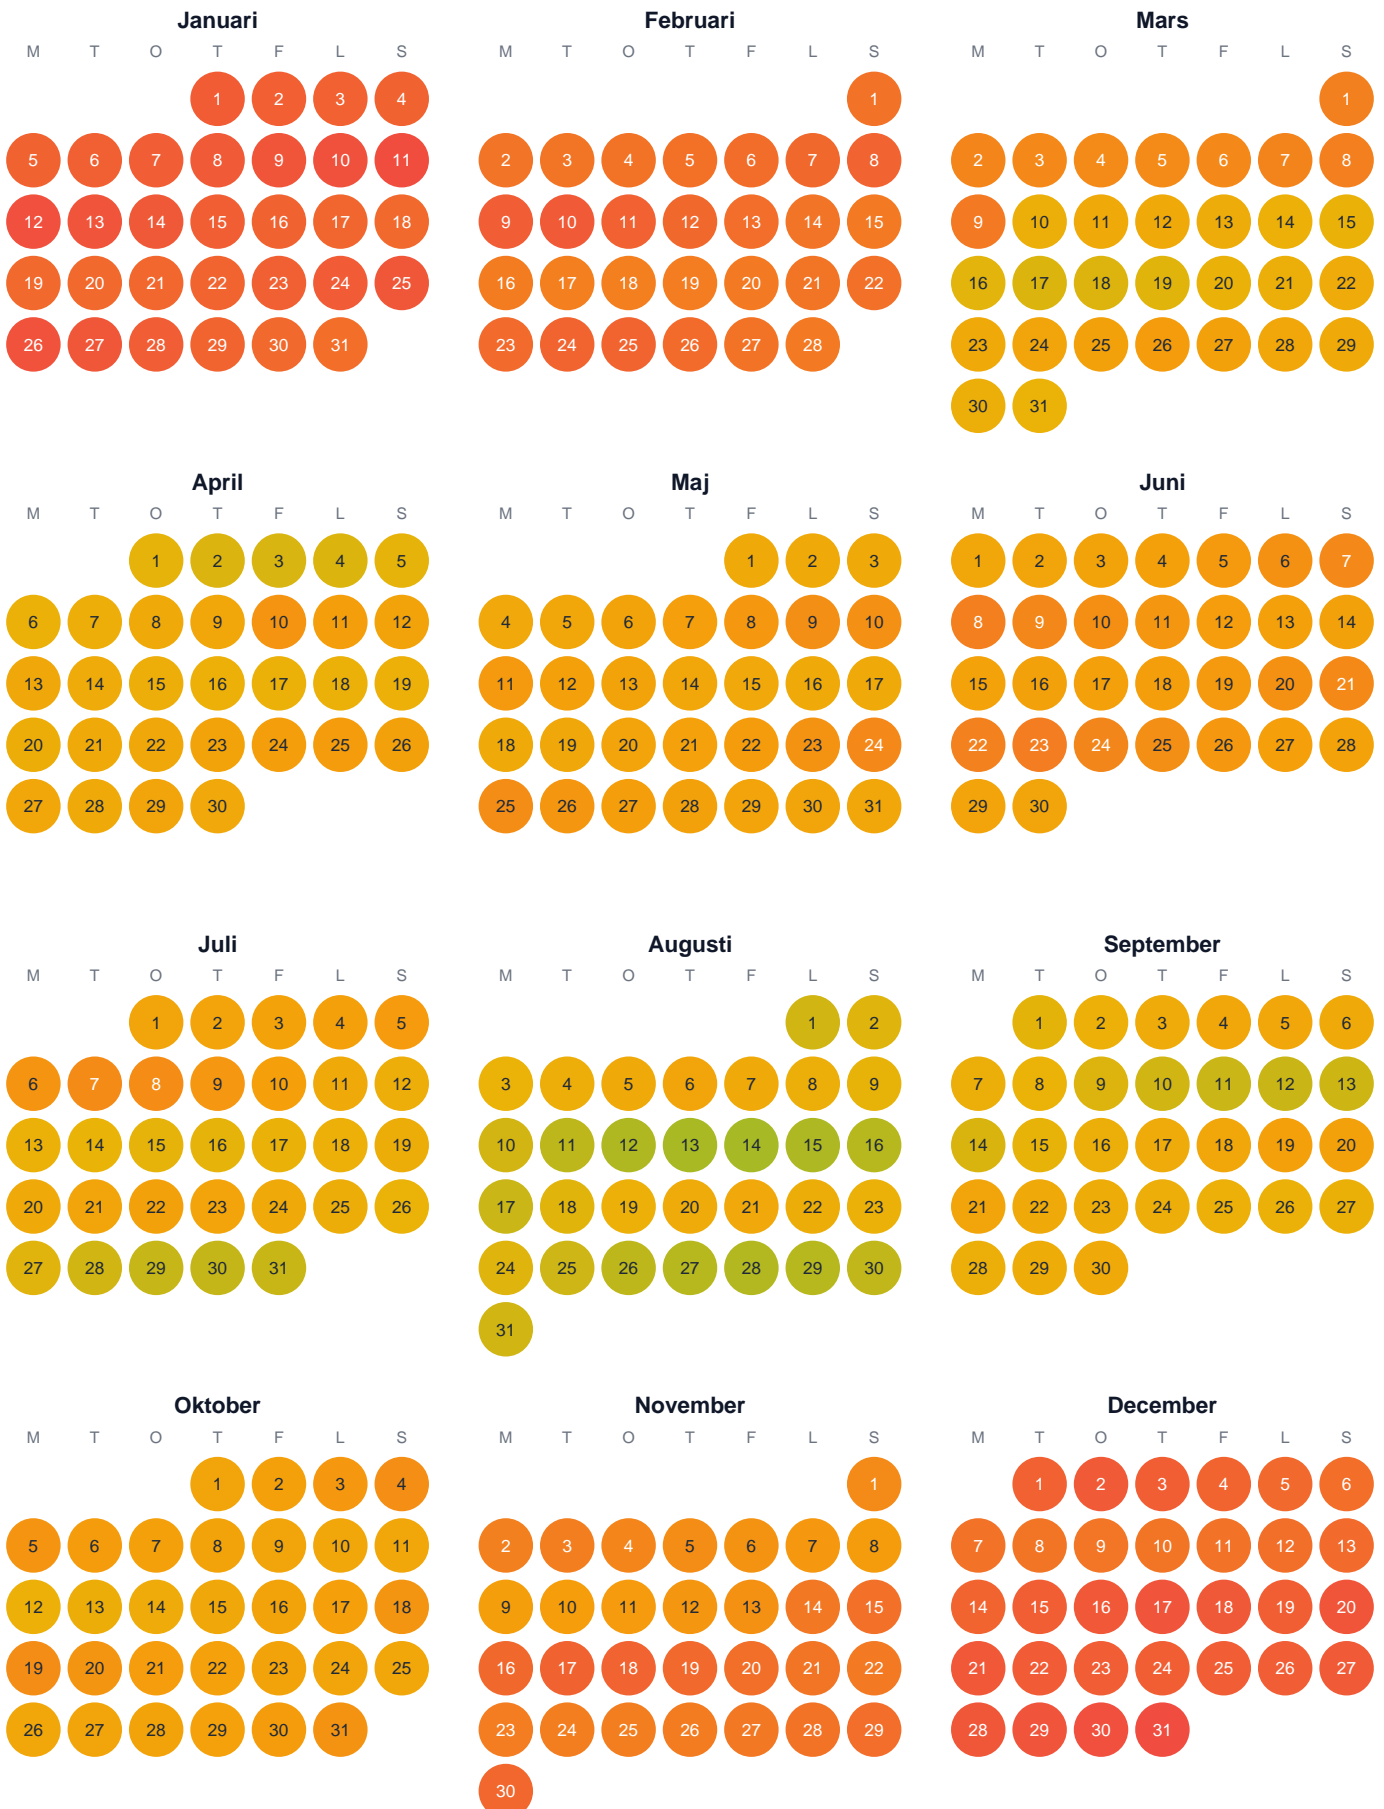 Januari
M T O T F L S
1 2 3 4
5 6 7 8 9 10 11
12 13 14 15 16 17 18
19 20 21 22 23 24 25
26 27 28 29 30 31
Februari
M T O T F L S
1
2 3 4 5 6 7 8
9 10 11 12 13 14 15
16 17 18 19 20 21 22
23 24 25 26 27 28
Mars
M T O T F L S
1
2 3 4 5 6 7 8
9 10 11 12 13 14 15
16 17 18 19 20 21 22
23 24 25 26 27 28 29
30 31
April
M T O T F L S
1 2 3 4 5
6 7 8 9 10 11 12
13 14 15 16 17 18 19
20 21 22 23 24 25 26
27 28 29 30
Maj
M T O T F L S
1 2 3
4 5 6 7 8 9 10
11 12 13 14 15 16 17
18 19 20 21 22 23 24
25 26 27 28 29 30 31
Juni
M T O T F L S
1 2 3 4 5 6 7
8 9 10 11 12 13 14
15 16 17 18 19 20 21
22 23 24 25 26 27 28
29 30
Juli
M T O T F L S
1 2 3 4 5
6 7 8 9 10 11 12
13 14 15 16 17 18 19
20 21 22 23 24 25 26
27 28 29 30 31
Augusti
M T O T F L S
1 2
3 4 5 6 7 8 9
10 11 12 13 14 15 16
17 18 19 20 21 22 23
24 25 26 27 28 29 30
31
September
M T O T F L S
1 2 3 4 5 6
7 8 9 10 11 12 13
14 15 16 17 18 19 20
21 22 23 24 25 26 27
28 29 30
Oktober
M T O T F L S
1 2 3 4
5 6 7 8 9 10 11
12 13 14 15 16 17 18
19 20 21 22 23 24 25
26 27 28 29 30 31
November
M T O T F L S
1
2 3 4 5 6 7 8
9 10 11 12 13 14 15
16 17 18 19 20 21 22
23 24 25 26 27 28 29
30
December
M T O T F L S
1 2 3 4 5 6
7 8 9 10 11 12 13
14 15 16 17 18 19 20
21 22 23 24 25 26 27
28 29 30 31